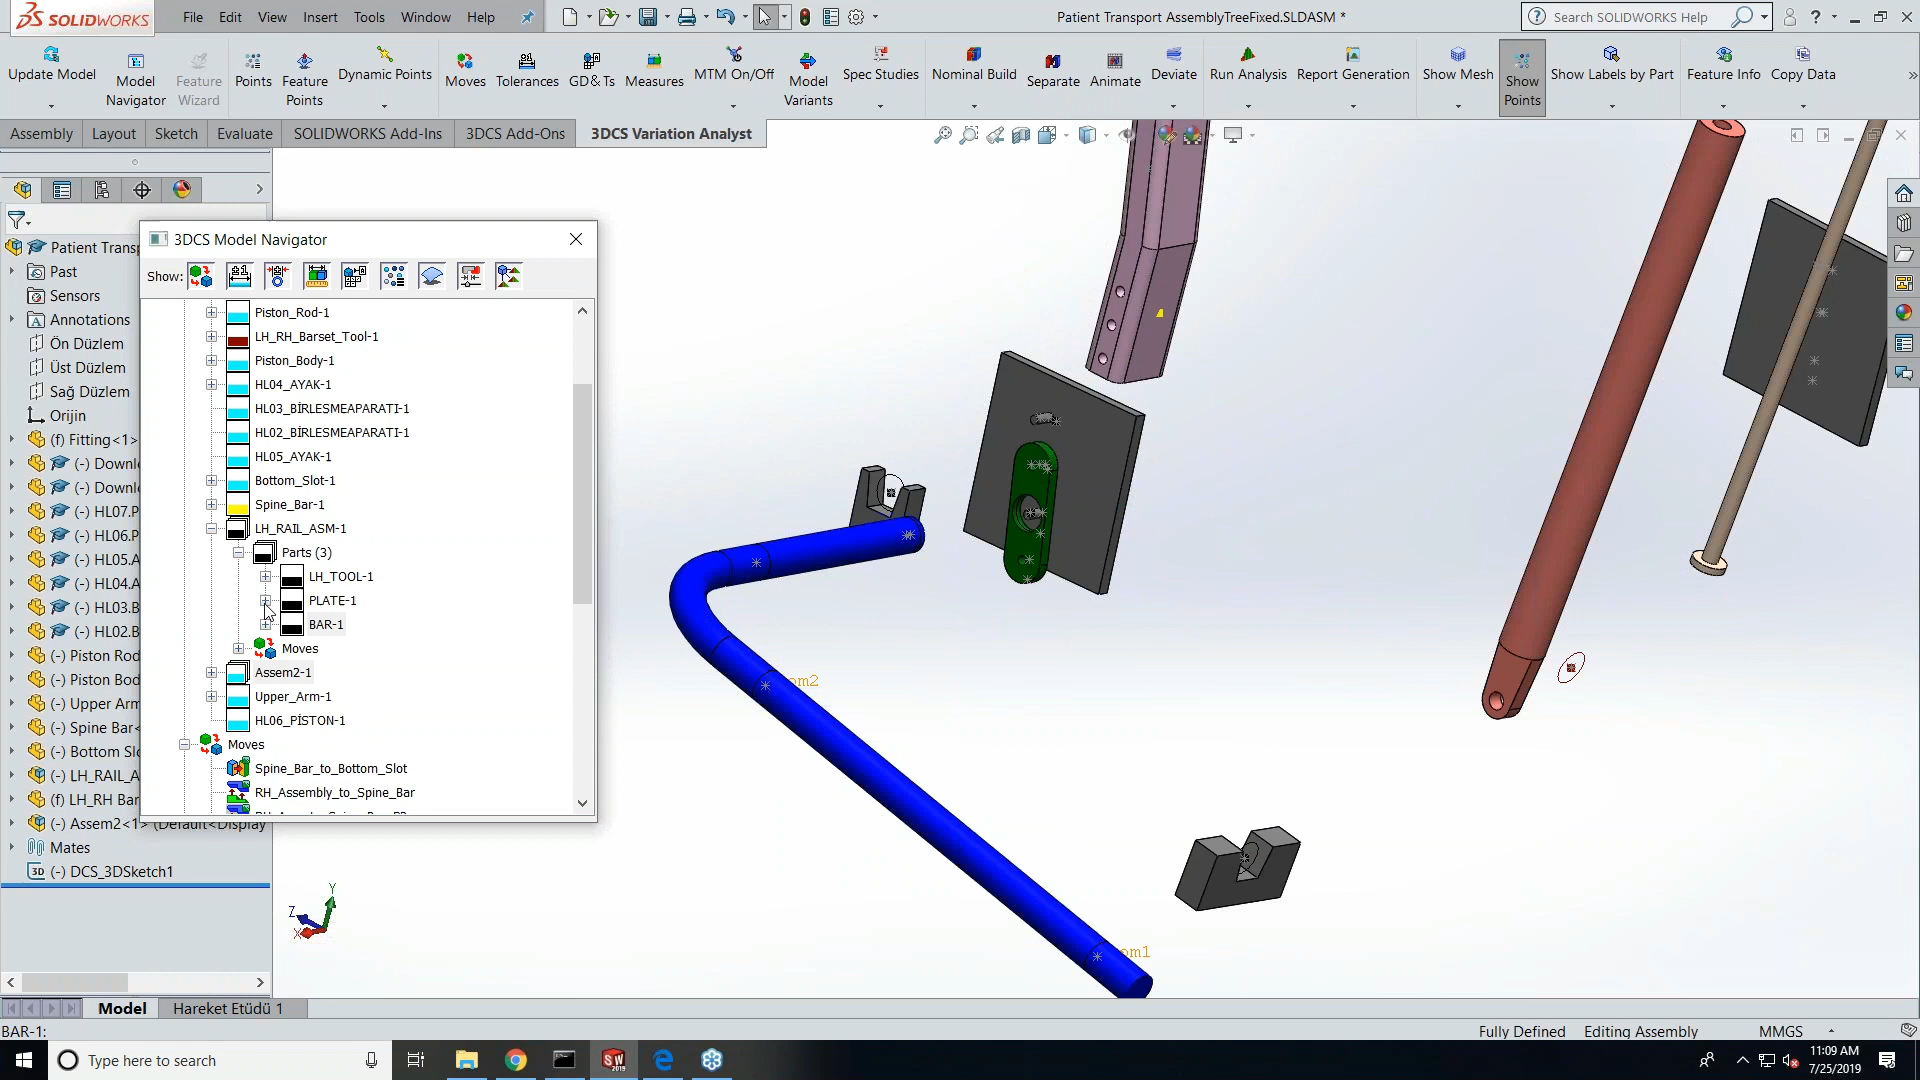 SOLIDWORKS File Edit View Insert Tools Window Help Patient Transport AssemblyTreeFixed.SLDASM * Search SOLIDWORKS Help
Update Model
Model Navigator
Feature Wizard
Points
Feature Points
Dynamic Points
Moves
Tolerances
GD&Ts
Measures
MTM On/Off
Model Variants
Spec Studies
Nominal Build
Separate
Animate
Deviate
Run Analysis
Report Generation
Show Mesh
Show Points
Show Labels by Part
Feature Info
Copy Data
Assembly Layout Sketch Evaluate SOLIDWORKS Add-Ins 3DCS Add-Ons 3DCS Variation Analyst
Patient Transp
Past
Sensors
Annotations
Ön Düzlem
Üst Düzlem
Sağ Düzlem
Orijin
(f) Fitting<1>
(-) Downl
(-) Downl
HL07.P
HL06.P
HL05.A
HL04.A
HL03.B
HL02.B
(-) Piston Rod
(-) Piston Bod
(-) Upper Arm
(-) Spine Bar<
(-) Bottom Slo
(-) LH_RAIL_A
(f) LH_RH Bar
(-) Assem2<1> (Default<Display
Mates
(-) DCS_3DSketch1
3DCS Model Navigator
Show:
Piston_Rod-1
LH_RH_Barset_Tool-1
Piston_Body-1
HL04_AYAK-1
HL03_BİRLESMEAPARATI-1
HL02_BİRLESMEAPARATI-1
HL05_AYAK-1
Bottom_Slot-1
Spine_Bar-1
LH_RAIL_ASM-1
Parts (3)
LH_TOOL-1
PLATE-1
BAR-1
Moves
Assem2-1
Upper_Arm-1
HL06_PİSTON-1
Moves
Spine_Bar_to_Bottom_Slot
RH_Assembly_to_Spine_Bar
om2
om1
Y
Z
X
Model Hareket Etüdü 1
BAR-1: Fully Defined Editing Assembly MMGS
Type here to search
11:09 AM
7/25/2019